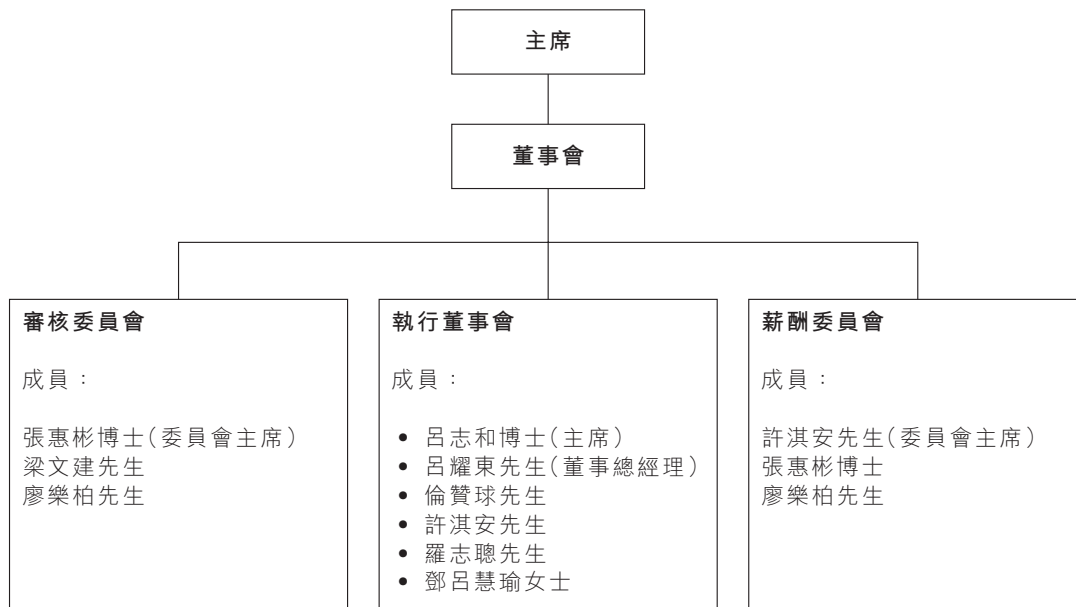 主席
董事會
審核委員會
成員：
張惠彬博士(委員會主席)
梁文建先生
廖樂柏先生
執行董事會
成員：
• 呂志和博士(主席)
• 呂耀東先生(董事總經理)
• 倫贊球先生
• 許淇安先生
• 羅志聰先生
• 鄧呂慧瑜女士
薪酬委員會
成員：
許淇安先生(委員會主席)
張惠彬博士
廖樂柏先生